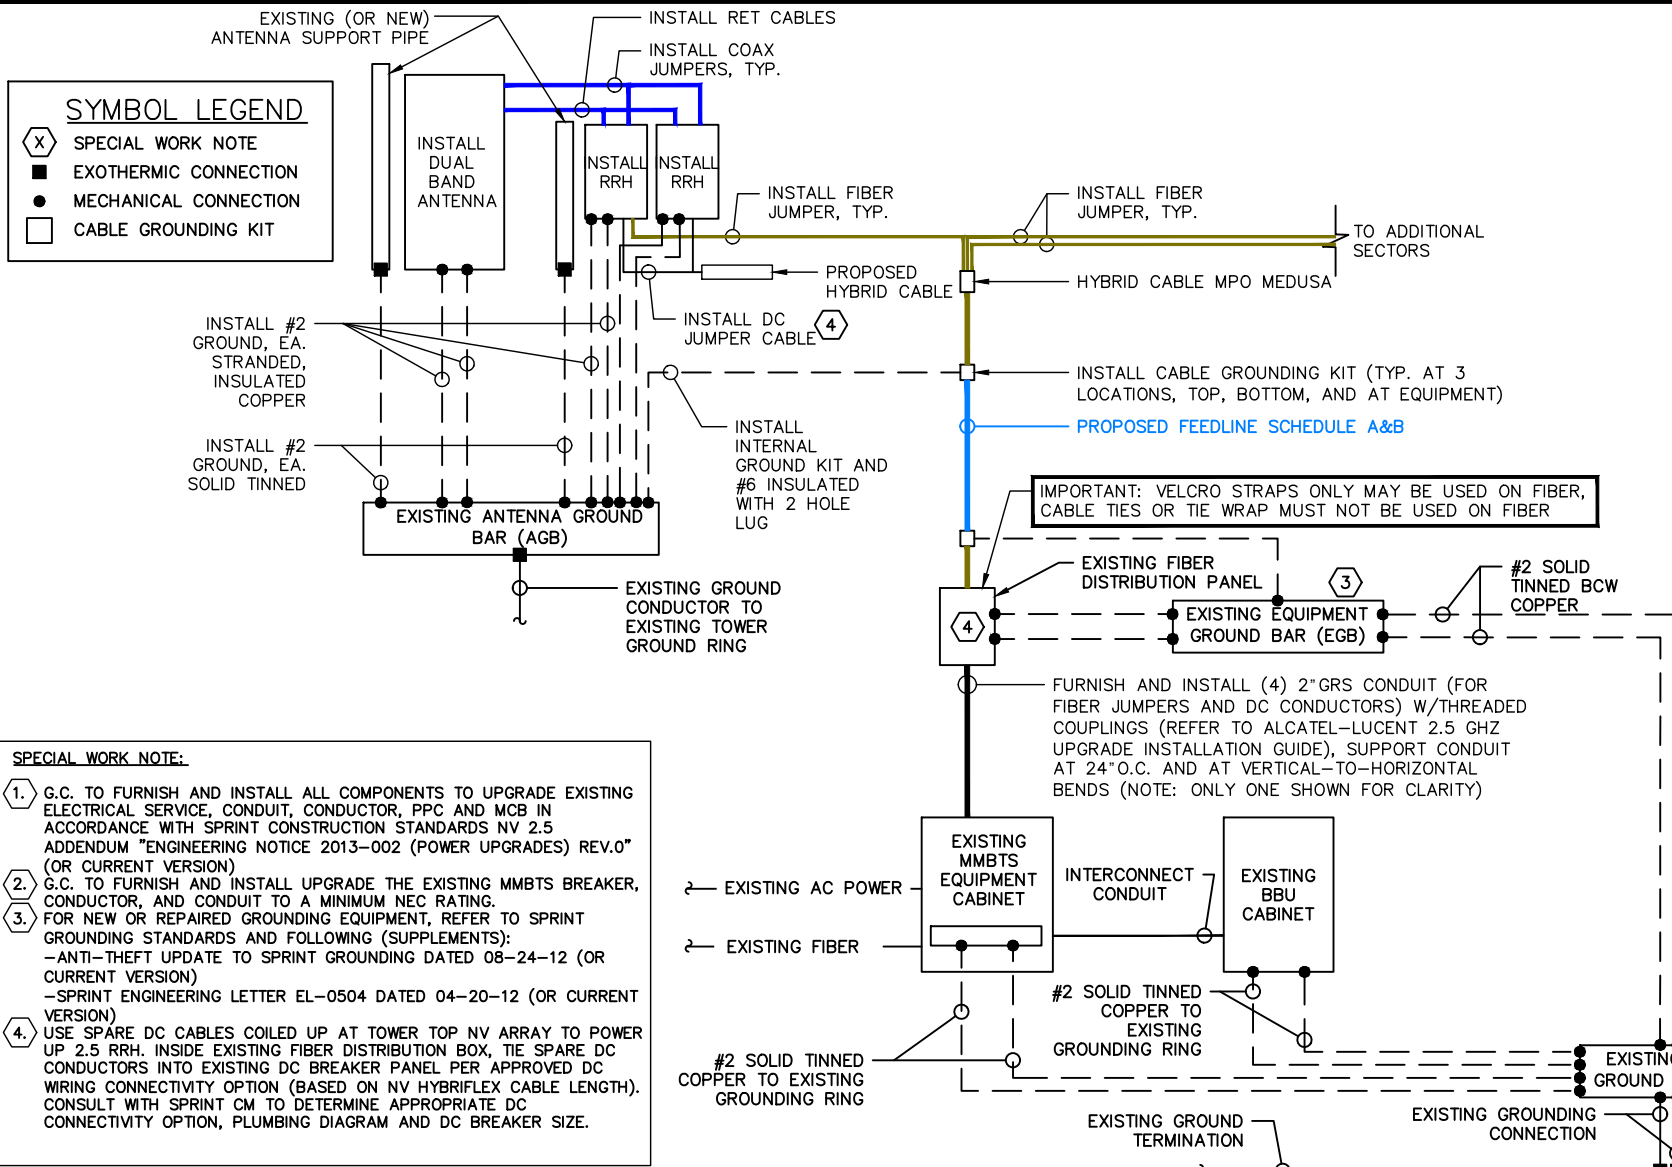 EXISTING (OR NEW)
ANTENNA SUPPORT PIPE
INSTALL RET CABLES
INSTALL COAX
JUMPERS, TYP.
SYMBOL LEGEND
X SPECIAL WORK NOTE
EXOTHERMIC CONNECTION
MECHANICAL CONNECTION
CABLE GROUNDING KIT
INSTALL
DUAL
BAND
ANTENNA
NSTALL
RRH
NSTALL
RRH
INSTALL FIBER
JUMPER, TYP.
INSTALL FIBER
JUMPER, TYP.
TO ADDITIONAL
SECTORS
PROPOSED
HYBRID CABLE
HYBRID CABLE MPO MEDUSA
INSTALL DC
JUMPER CABLE
4
INSTALL #2
GROUND, EA.
STRANDED,
INSULATED
COPPER
INSTALL CABLE GROUNDING KIT (TYP. AT 3
LOCATIONS, TOP, BOTTOM, AND AT EQUIPMENT)
PROPOSED FEEDLINE SCHEDULE A&B
INSTALL
INTERNAL
GROUND KIT AND
#6 INSULATED
WITH 2 HOLE
LUG
INSTALL #2
GROUND, EA.
SOLID TINNED
IMPORTANT: VELCRO STRAPS ONLY MAY BE USED ON FIBER,
CABLE TIES OR TIE WRAP MUST NOT BE USED ON FIBER
EXISTING ANTENNA GROUND
BAR (AGB)
EXISTING GROUND
CONDUCTOR TO
EXISTING TOWER
GROUND RING
EXISTING FIBER
DISTRIBUTION PANEL
3
#2 SOLID
TINNED BCW
COPPER
4
EXISTING EQUIPMENT
GROUND BAR (EGB)
FURNISH AND INSTALL (4) 2"GRS CONDUIT (FOR
FIBER JUMPERS AND DC CONDUCTORS) W/THREADED
COUPLINGS (REFER TO ALCATEL-LUCENT 2.5 GHZ
UPGRADE INSTALLATION GUIDE), SUPPORT CONDUIT
AT 24"O.C. AND AT VERTICAL-TO-HORIZONTAL
BENDS (NOTE: ONLY ONE SHOWN FOR CLARITY)
SPECIAL WORK NOTE:
1. G.C. TO FURNISH AND INSTALL ALL COMPONENTS TO UPGRADE EXISTING
ELECTRICAL SERVICE, CONDUIT, CONDUCTOR, PPC AND MCB IN
ACCORDANCE WITH SPRINT CONSTRUCTION STANDARDS NV 2.5
ADDENDUM "ENGINEERING NOTICE 2013-002 (POWER UPGRADES) REV.0"
(OR CURRENT VERSION)
2. G.C. TO FURNISH AND INSTALL UPGRADE THE EXISTING MMBTS BREAKER,
CONDUCTOR, AND CONDUIT TO A MINIMUM NEC RATING.
3. FOR NEW OR REPAIRED GROUNDING EQUIPMENT, REFER TO SPRINT
GROUNDING STANDARDS AND FOLLOWING (SUPPLEMENTS):
-ANTI-THEFT UPDATE TO SPRINT GROUNDING DATED 08-24-12 (OR
CURRENT VERSION)
-SPRINT ENGINEERING LETTER EL-0504 DATED 04-20-12 (OR CURRENT
VERSION)
4. USE SPARE DC CABLES COILED UP AT TOWER TOP NV ARRAY TO POWER
UP 2.5 RRH. INSIDE EXISTING FIBER DISTRIBUTION BOX, TIE SPARE DC
CONDUCTORS INTO EXISTING DC BREAKER PANEL PER APPROVED DC
WIRING CONNECTIVITY OPTION (BASED ON NV HYBRIFLEX CABLE LENGTH).
CONSULT WITH SPRINT CM TO DETERMINE APPROPRIATE DC
CONNECTIVITY OPTION, PLUMBING DIAGRAM AND DC BREAKER SIZE.
EXISTING AC POWER
EXISTING FIBER
EXISTING
MMBTS
EQUIPMENT
CABINET
INTERCONNECT
CONDUIT
EXISTING
BBU
CABINET
#2 SOLID TINNED
COPPER TO
EXISTING
GROUNDING RING
#2 SOLID TINNED
COPPER TO EXISTING
GROUNDING RING
EXISTING
GROUND
EXISTING GROUND
TERMINATION
EXISTING GROUNDING
CONNECTION